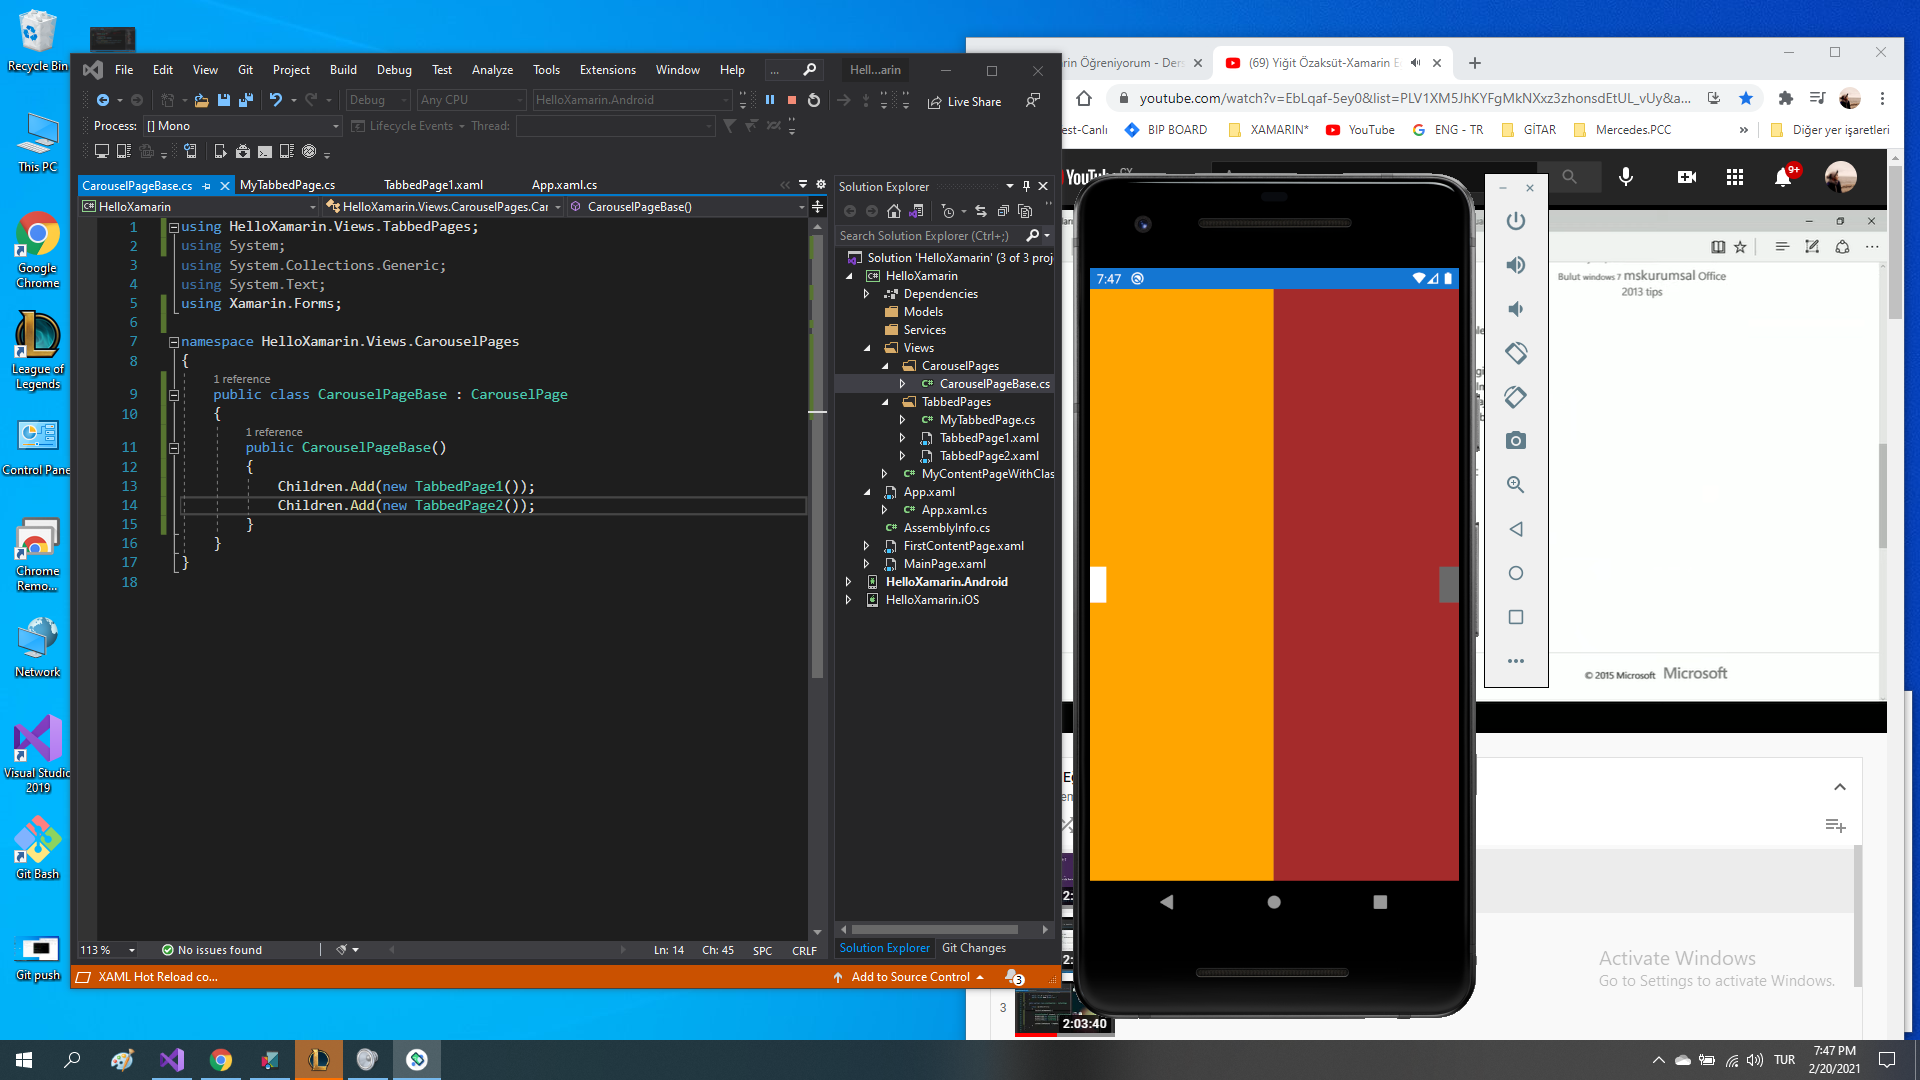 Recycle Bin
This PC
Google
Chrome
League of
Legends
Control Pane
Chrome
Remo...
Network
Visual Studio
2019
Git Bash
Git push
File Edit View Git Project Build Debug Test Analyze Tools Extensions Window Help ... Hell...arin
Debug Any CPU HelloXamarin.Android Live Share
Process: [] Mono Lifecycle Events Thread:
CarouselPageBase.cs MyTabbedPage.cs TabbedPage1.xaml App.xaml.cs
HelloXamarin HelloXamarin.Views.CarouselPages.Car CarouselPageBase()
1 using HelloXamarin.Views.TabbedPages;
2 using System;
3 using System.Collections.Generic;
4 using System.Text;
5 using Xamarin.Forms;
6
7 namespace HelloXamarin.Views.CarouselPages
8 {
1 reference
9 public class CarouselPageBase : CarouselPage
10 {
1 reference
11 public CarouselPageBase()
12 {
13 Children.Add(new TabbedPage1());
14 Children.Add(new TabbedPage2());
15 }
16 }
17 }
18
113 % No issues found Ln: 14 Ch: 45 SPC CRLF
XAML Hot Reload co... Add to Source Control 3
Solution Explorer
Search Solution Explorer (Ctrl+;)
Solution 'HelloXamarin' (3 of 3 proj
HelloXamarin
Dependencies
Models
Services
Views
CarouselPages
CarouselPageBase.cs
TabbedPages
MyTabbedPage.cs
TabbedPage1.xaml
TabbedPage2.xaml
MyContentPageWithClas
App.xaml
App.xaml.cs
AssemblyInfo.cs
FirstContentPage.xaml
MainPage.xaml
HelloXamarin.Android
HelloXamarin.iOS
Solution Explorer Git Changes
rin Öğreniyorum - Ders (69) Yiğit Özaksüt-Xamarin E
youtube.com/watch?v=EbLqaf-5ey0&list=PLV1XM5JhKYFgMkNXxz3zhonsdEtUL_vUy&a...
est-Canlı BIP BOARD XAMARIN* YouTube ENG - TR GİTAR Mercedes.PCC » Diğer yer işaretleri
YouTube 9+
7:47
Bulut windows 7 mskurumsal Office
2013 tips
© 2015 Microsoft Microsoft
3
2:03:40
Activate Windows
Go to Settings to activate Windows.
TUR
7:47 PM
2/20/2021